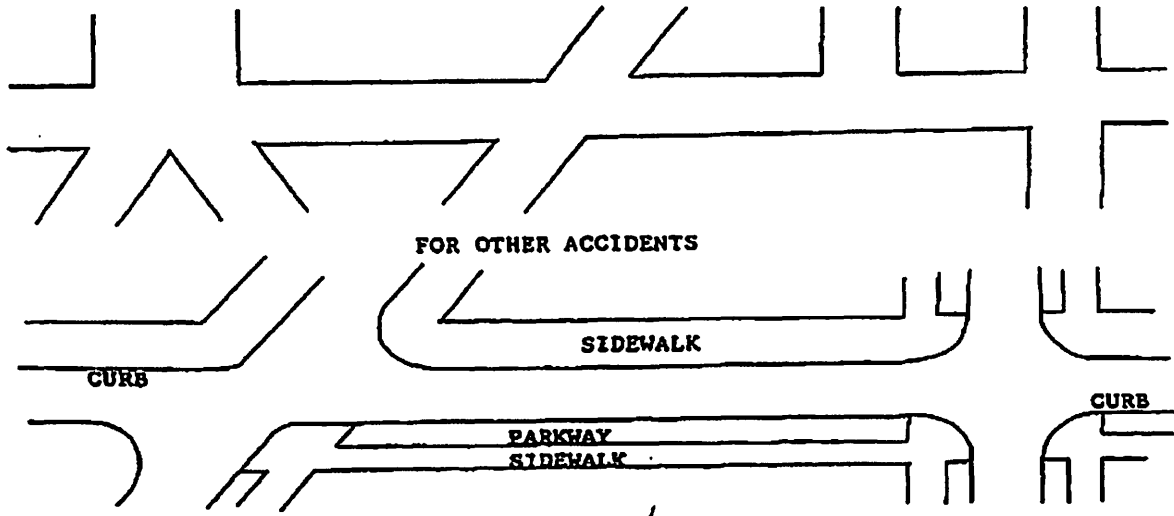 FOR OTHER ACCIDENTS
SIDEWALK
CURB
CURB
PARKWAY
SIDEWALK